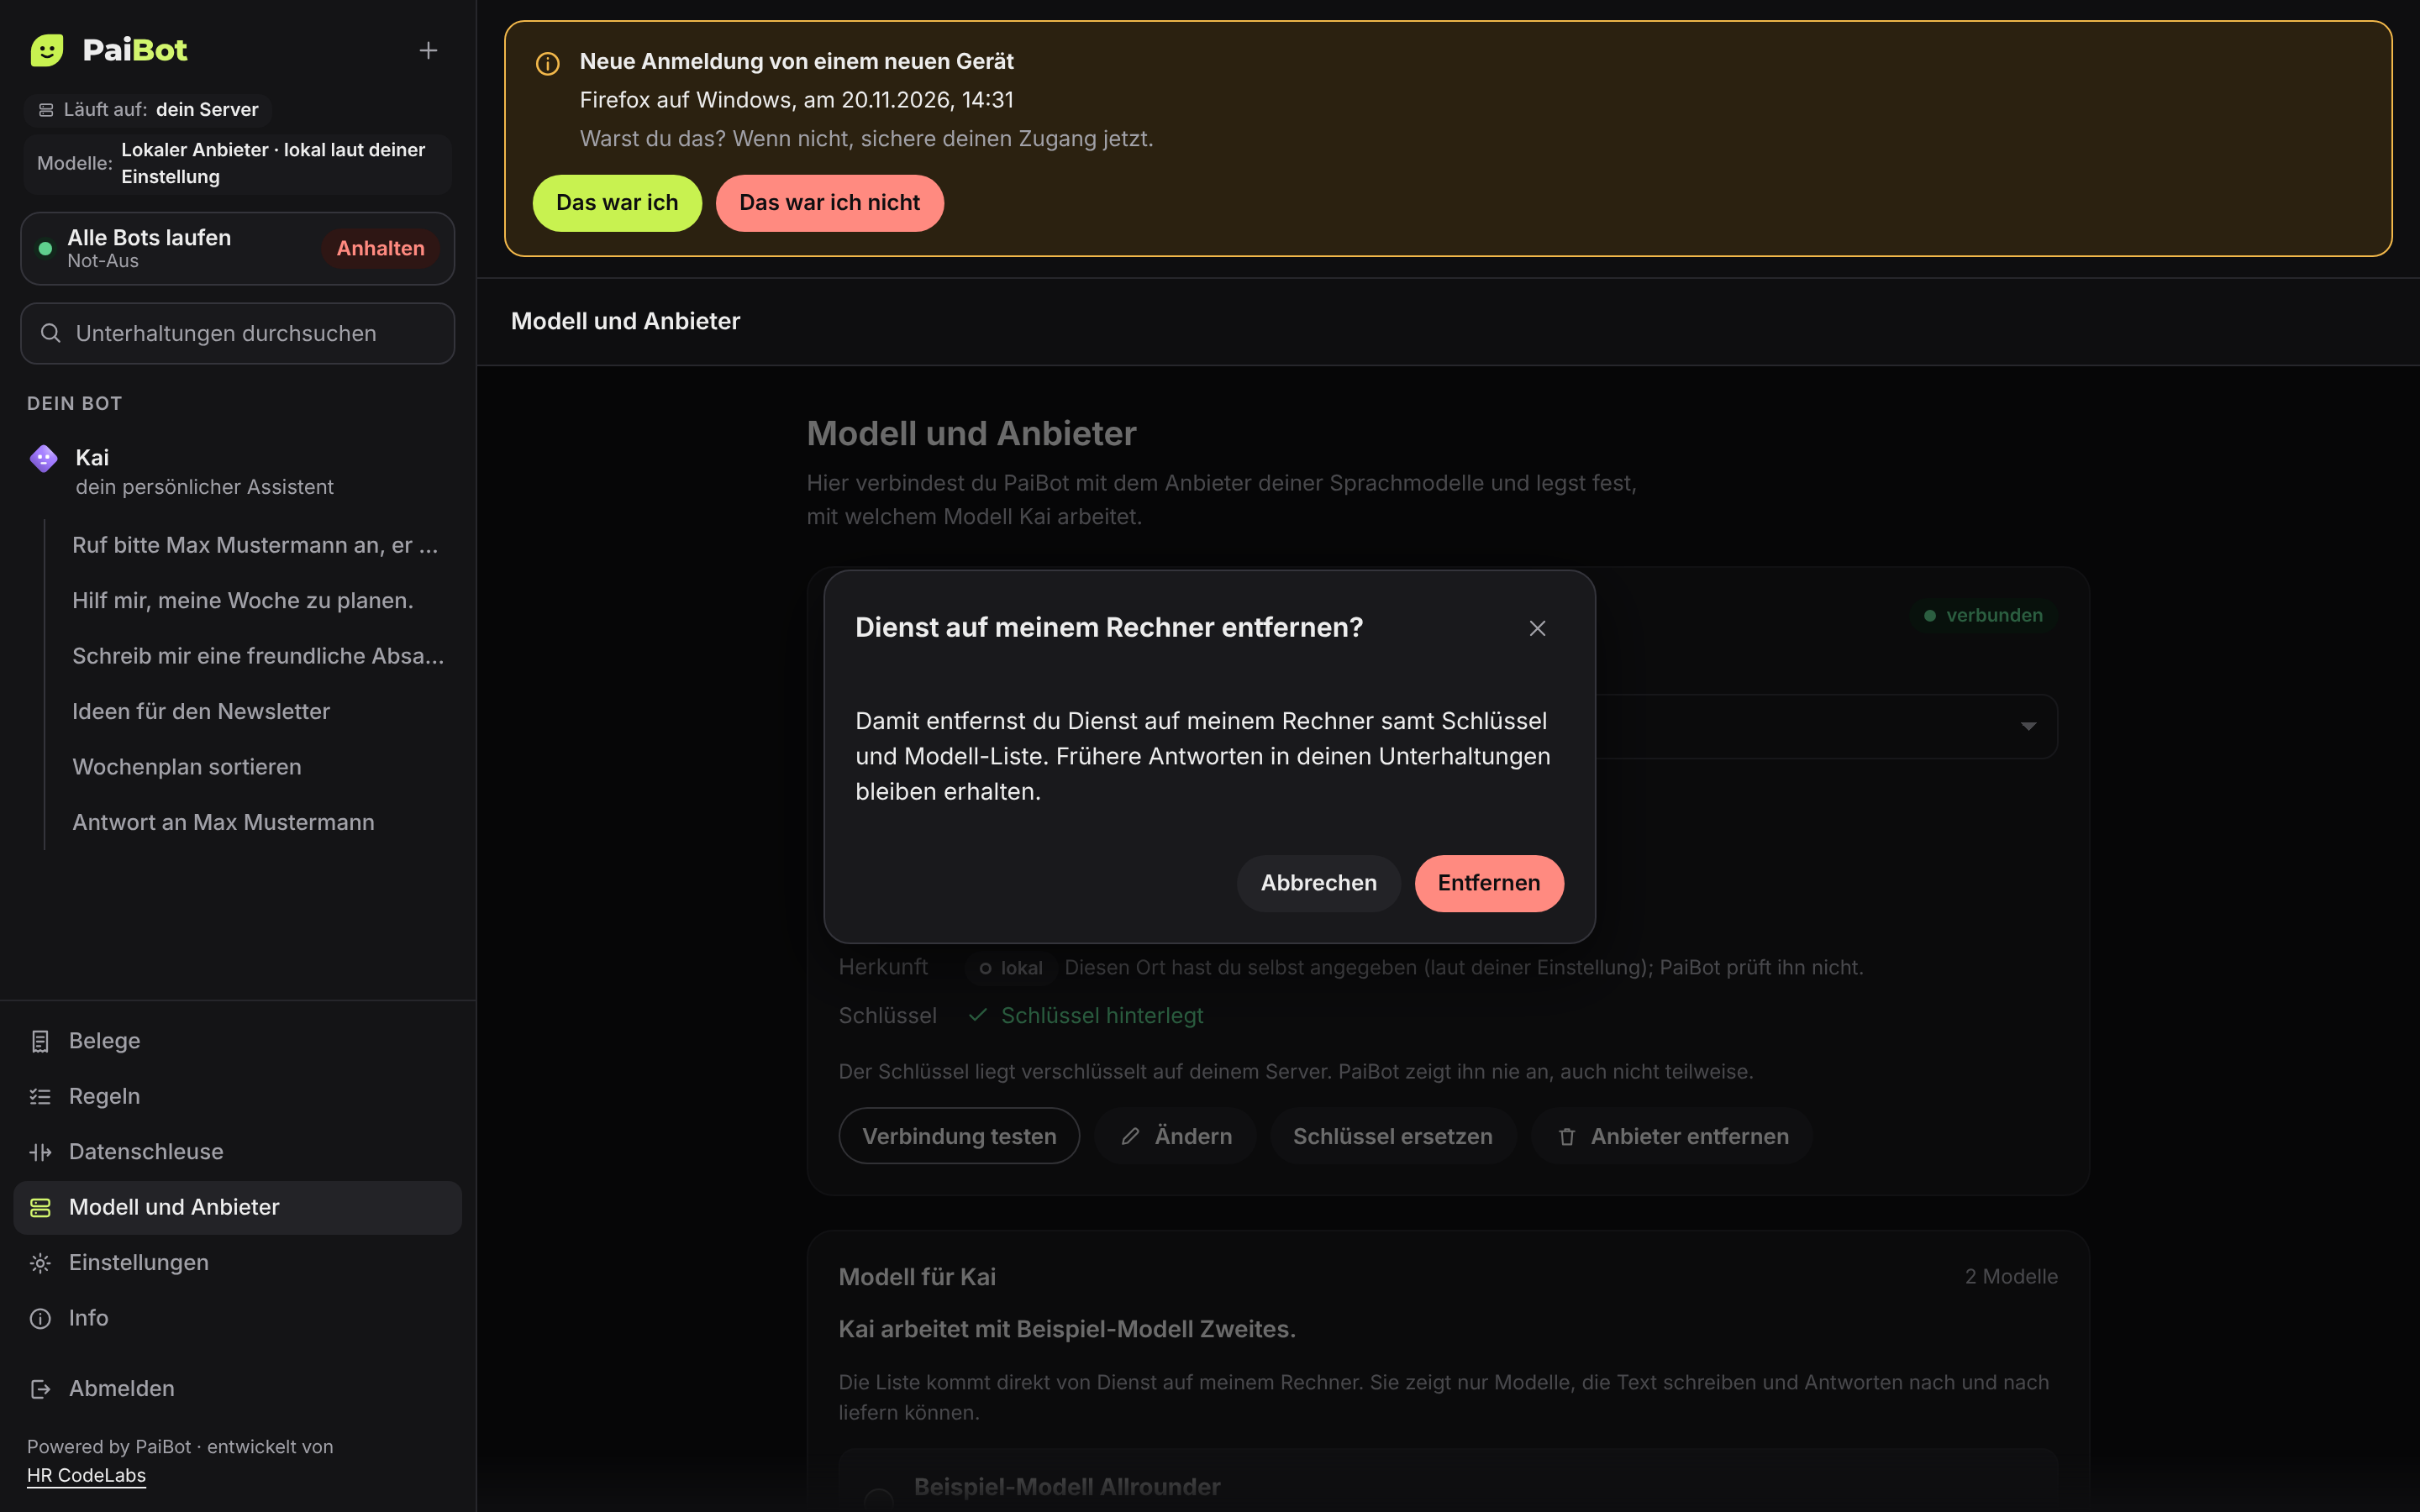 PaiBot
Läuft auf: dein Server
Modelle: Lokaler Anbieter · lokal laut deiner
Einstellung
Alle Bots laufen
Not-Aus
Anhalten
Unterhaltungen durchsuchen
DEIN BOT
Kai
dein persönlicher Assistent
Ruf bitte Max Mustermann an, er ...
Hilf mir, meine Woche zu planen.
Schreib mir eine freundliche Absa...
Ideen für den Newsletter
Wochenplan sortieren
Antwort an Max Mustermann
Belege
Regeln
Datenschleuse
Modell und Anbieter
Einstellungen
Info
Abmelden
Powered by PaiBot · entwickelt von
HR CodeLabs
Neue Anmeldung von einem neuen Gerät
Firefox auf Windows, am 20.11.2026, 14:31
Warst du das? Wenn nicht, sichere deinen Zugang jetzt.
Das war ich
Das war ich nicht
Modell und Anbieter
Modell und Anbieter
Hier verbindest du PaiBot mit dem Anbieter deiner Sprachmodelle und legst fest,
mit welchem Modell Kai arbeitet.
verbunden
Dienst auf meinem Rechner entfernen?
Damit entfernst du Dienst auf meinem Rechner samt Schlüssel
und Modell-Liste. Frühere Antworten in deinen Unterhaltungen
bleiben erhalten.
Abbrechen
Entfernen
Herkunft lokal Diesen Ort hast du selbst angegeben (laut deiner Einstellung); PaiBot prüft ihn nicht.
Schlüssel Schlüssel hinterlegt
Der Schlüssel liegt verschlüsselt auf deinem Server. PaiBot zeigt ihn nie an, auch nicht teilweise.
Verbindung testen
Ändern
Schlüssel ersetzen
Anbieter entfernen
Modell für Kai
2 Modelle
Kai arbeitet mit Beispiel-Modell Zweites.
Die Liste kommt direkt von Dienst auf meinem Rechner. Sie zeigt nur Modelle, die Text schreiben und Antworten nach und nach
liefern können.
Beispiel-Modell Allrounder